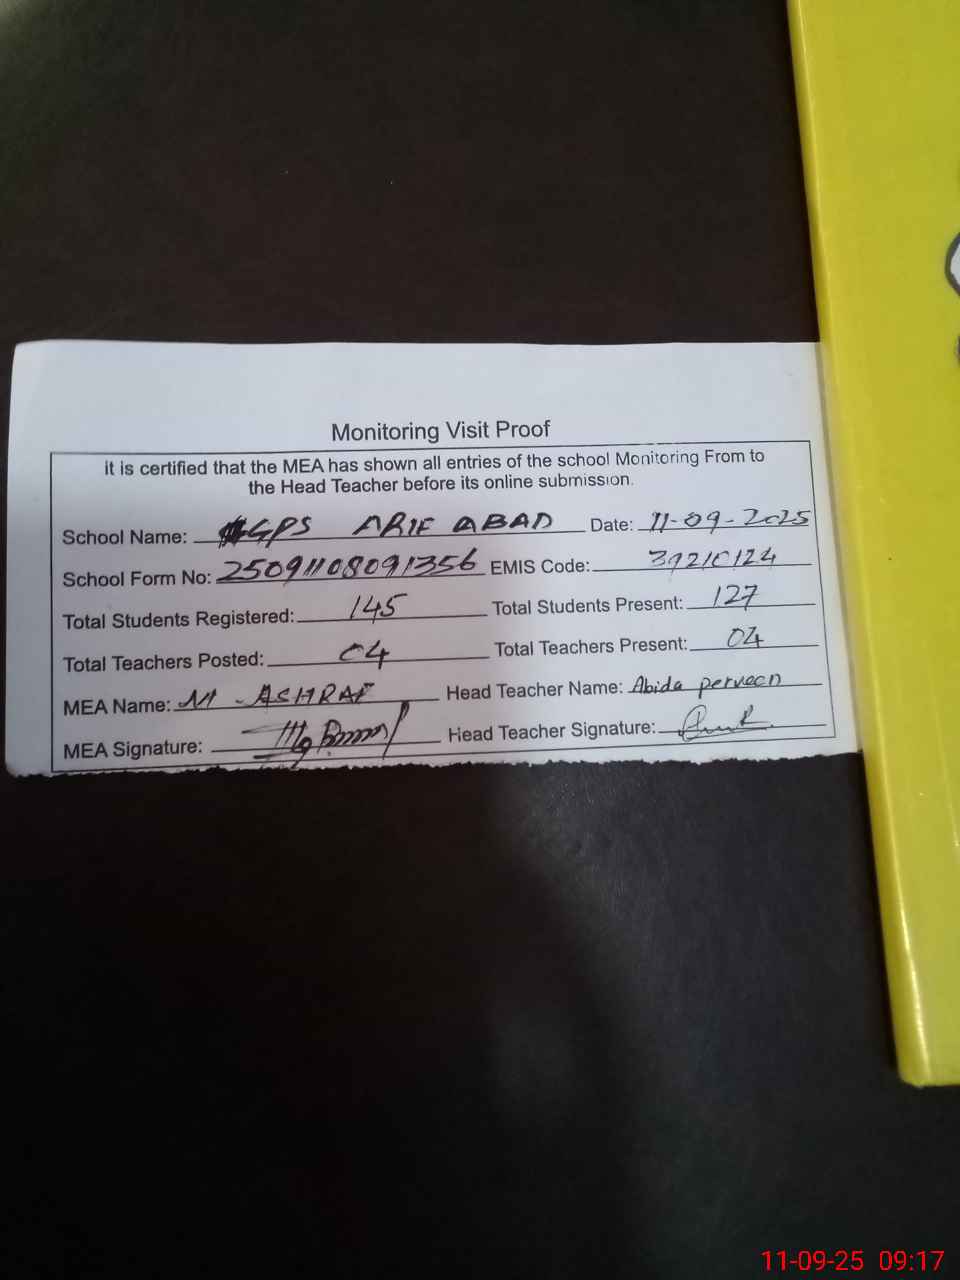 Monitoring Visit Proof
it is certified that the MEA has shown all entries of the school Monitoring From to
the Head Teacher before its online submission.
School Name: GPS ARIF ABAD Date: 11-09-2025
School Form No: 25091108091356 EMIS Code: 39210124
Total Students Registered: 145 Total Students Present: 127
Total Teachers Posted: 04 Total Teachers Present: 04
MEA Name: M. ASHRAF Head Teacher Name: Abida perveen
MEA Signature: Head Teacher Signature:
11-09-25 09:17